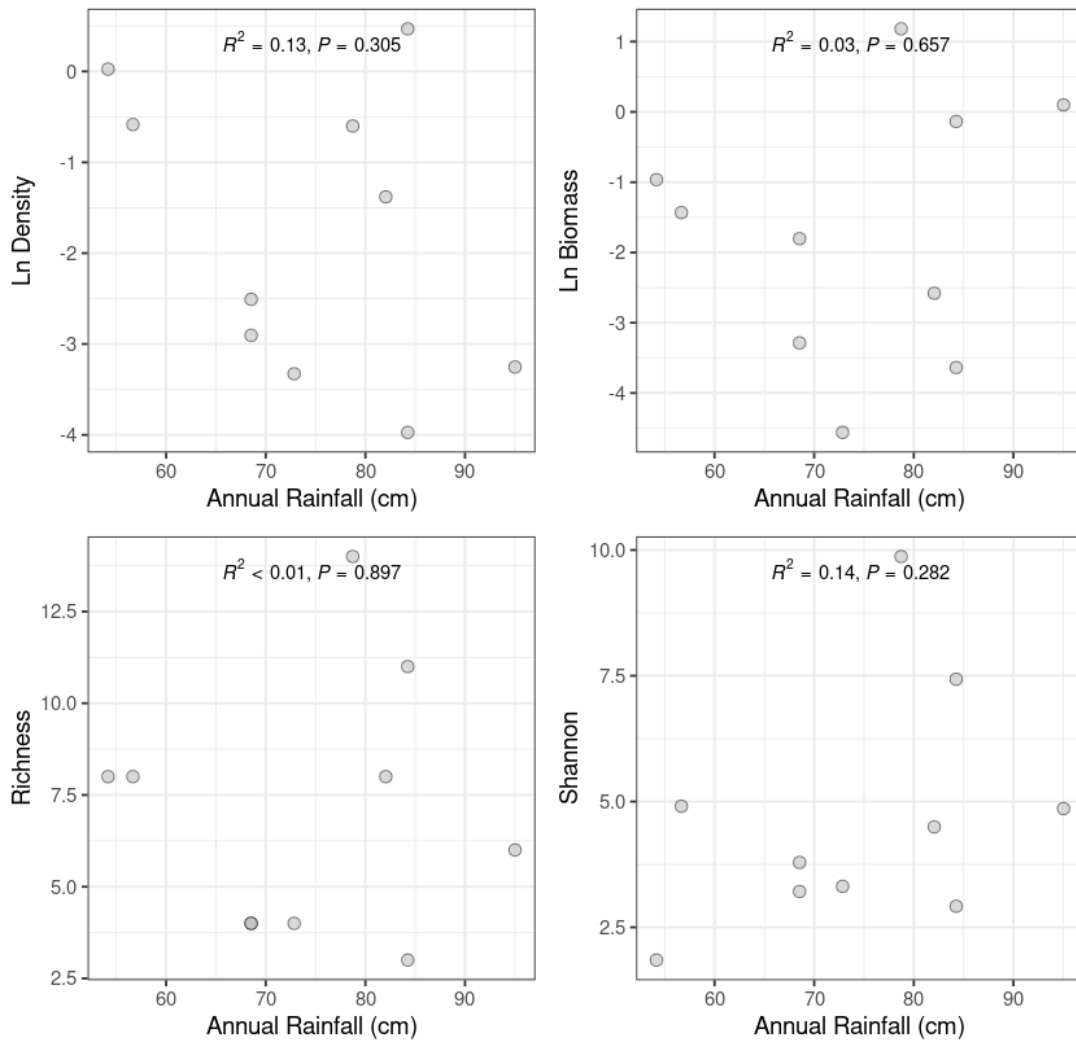 R² = 0.13, P = 0.305
0
-1
-2
-3
-4
Ln Density
60 70 80 90
Annual Rainfall (cm)
R² = 0.03, P = 0.657
1
0
-1
-2
-3
-4
Ln Biomass
60 70 80 90
Annual Rainfall (cm)
R² < 0.01, P = 0.897
12.5
10.0
7.5
5.0
2.5
Richness
60 70 80 90
Annual Rainfall (cm)
R² = 0.14, P = 0.282
10.0
7.5
5.0
2.5
Shannon
60 70 80 90
Annual Rainfall (cm)